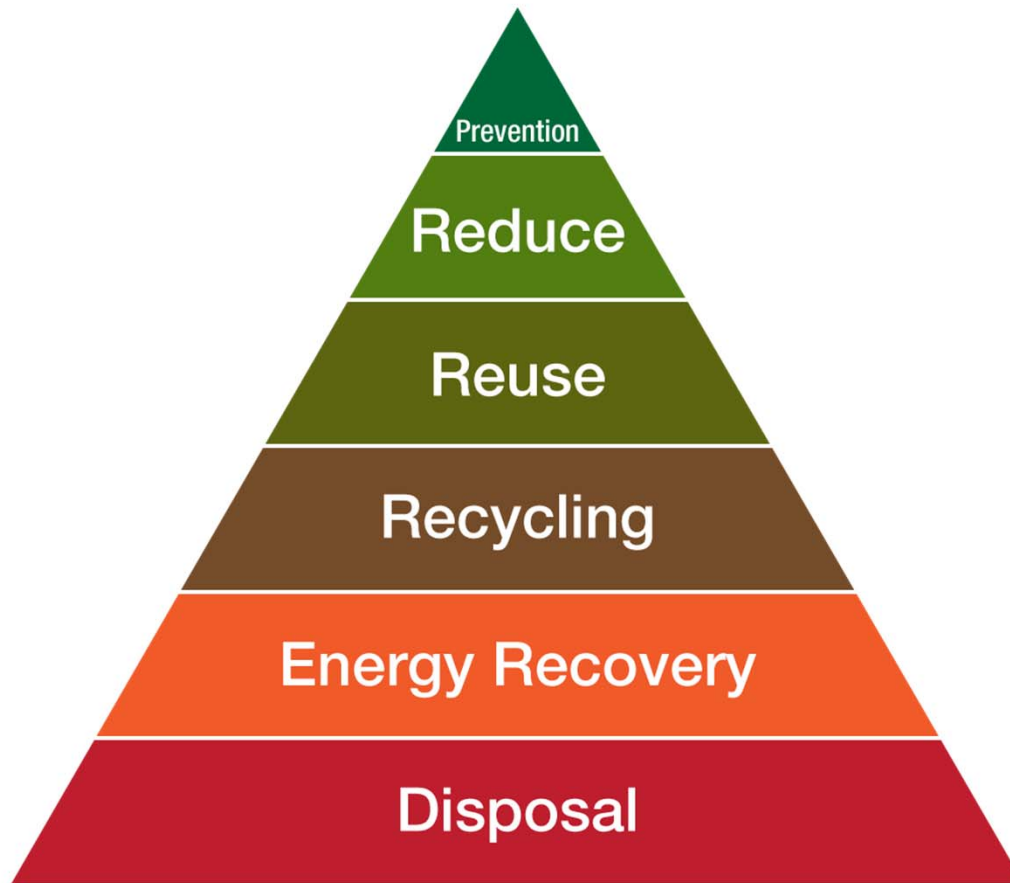 Prevention
Reduce
Reuse
Recycling
Energy Recovery
Disposal